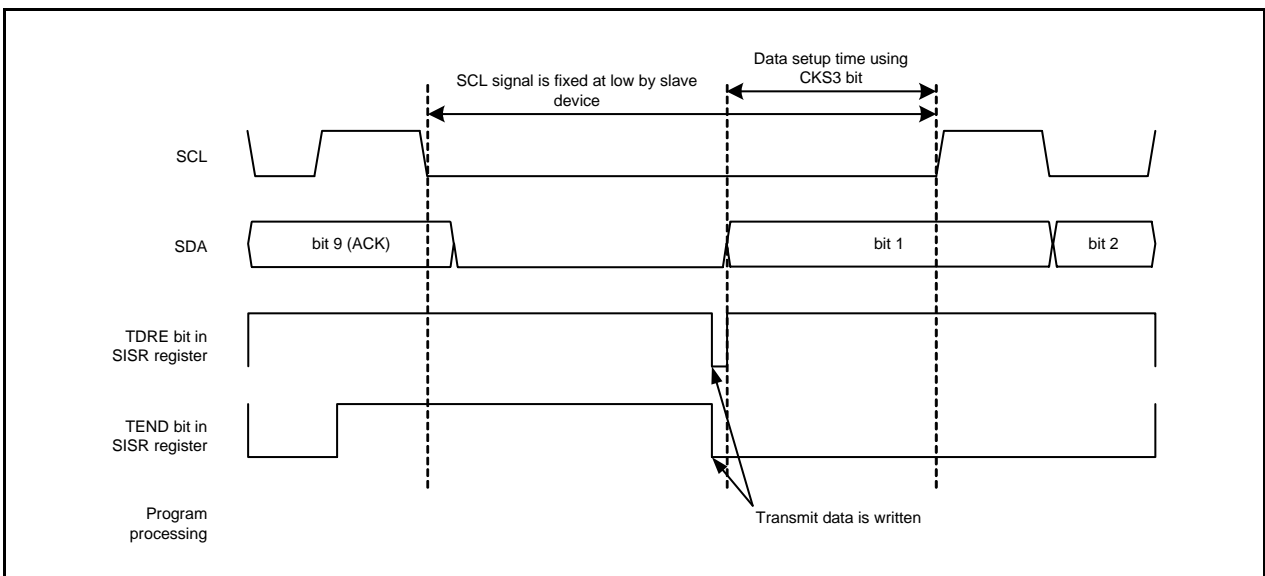 Data setup time using
CKS3 bit
SCL signal is fixed at low by slave
device
SCL
SDA
bit 9 (ACK)
bit 1
bit 2
TDRE bit in
SISR register
TEND bit in
SISR register
Program
processing
Transmit data is written